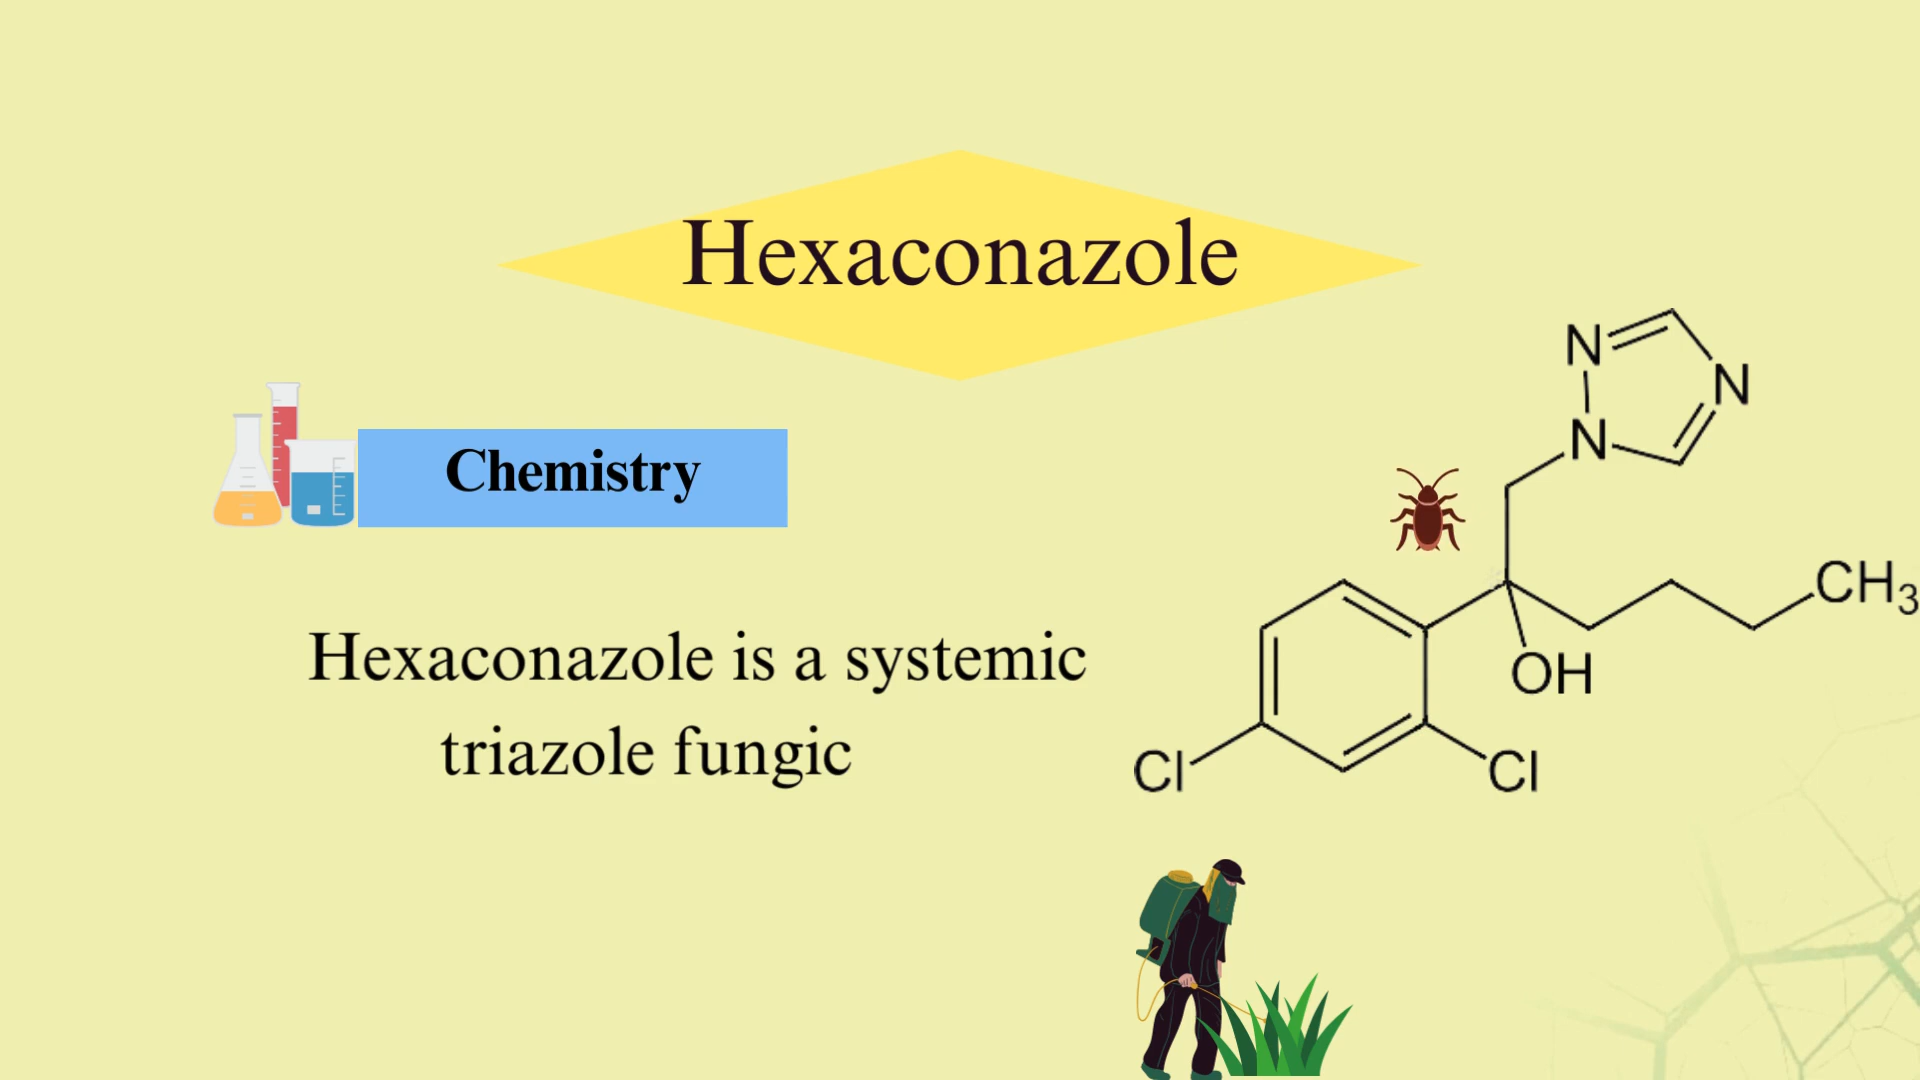 Hexaconazole
Chemistry
Hexaconazole is a systemic
triazole fungic
N
N
N
CH3
OH
Cl
Cl